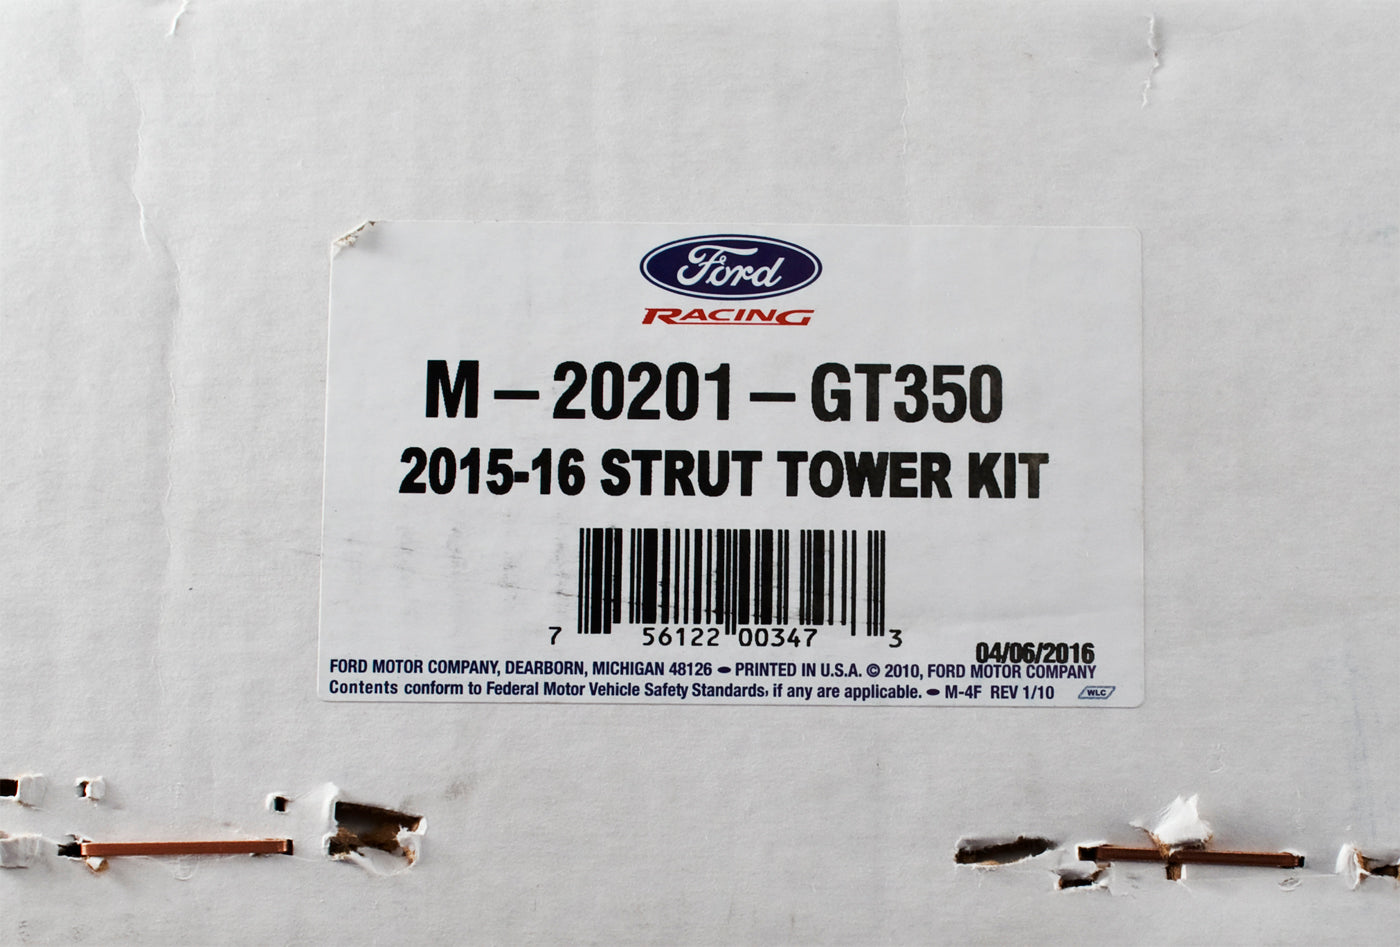 Ford
RACING
M – 20201 – GT350
2015-16 STRUT TOWER KIT
7 56122 00347 3
04/06/2016
FORD MOTOR COMPANY, DEARBORN, MICHIGAN 48126 • PRINTED IN U.S.A. © 2010, FORD MOTOR COMPANY
Contents conform to Federal Motor Vehicle Safety Standards, if any are applicable. • M-4F REV 1/10 WLC